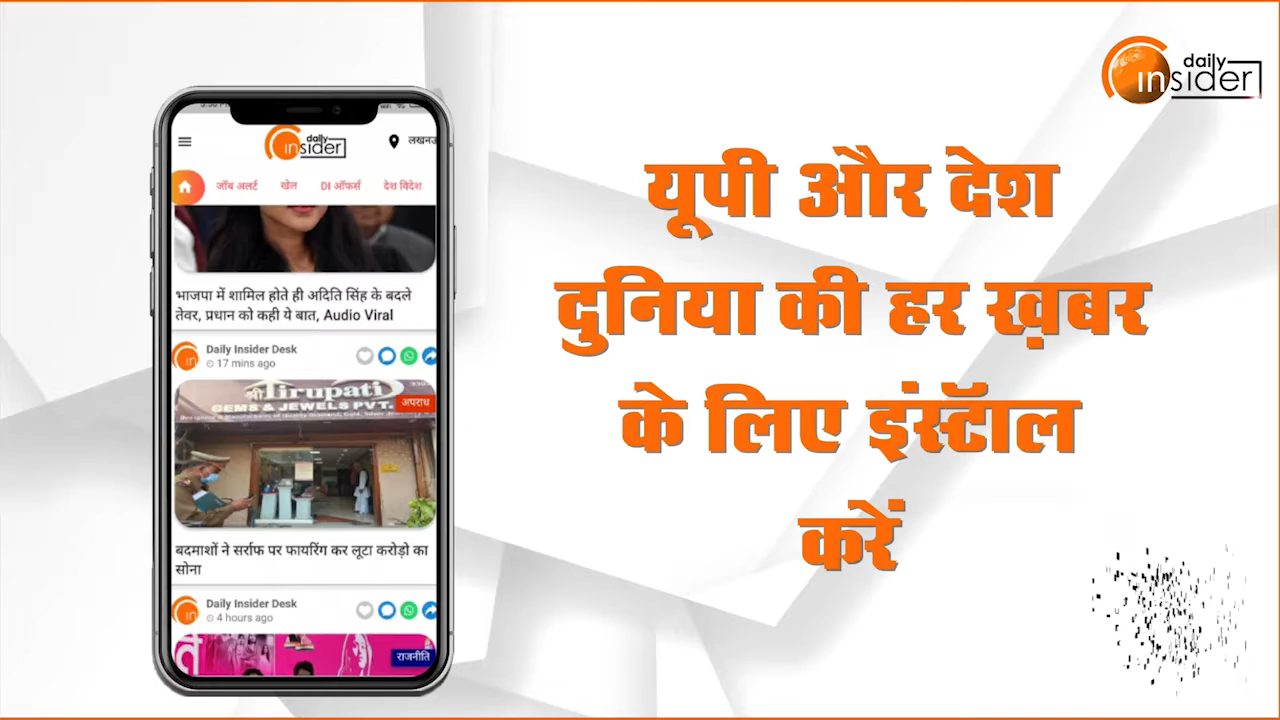 daily
insider
यूपी और देश
दुनिया की हर ख़बर
के लिए इंस्टॉल
करें
daily
insider
लखनऊ
जॉब अलर्ट खेल DI ऑफर्स देश विदेश
भाजपा में शामिल होते ही अदिति सिंह के बदले
तेवर, प्रधान को कही ये बात, Audio Viral
in
Daily Insider Desk
17 mins ago
श्री Tirupati
GEMS & JEWELS PVT.
अपराध
बदमाशों ने सर्राफ पर फायरिंग कर लूटा करोड़ो का
सोना
in
Daily Insider Desk
4 hours ago
राजनीति